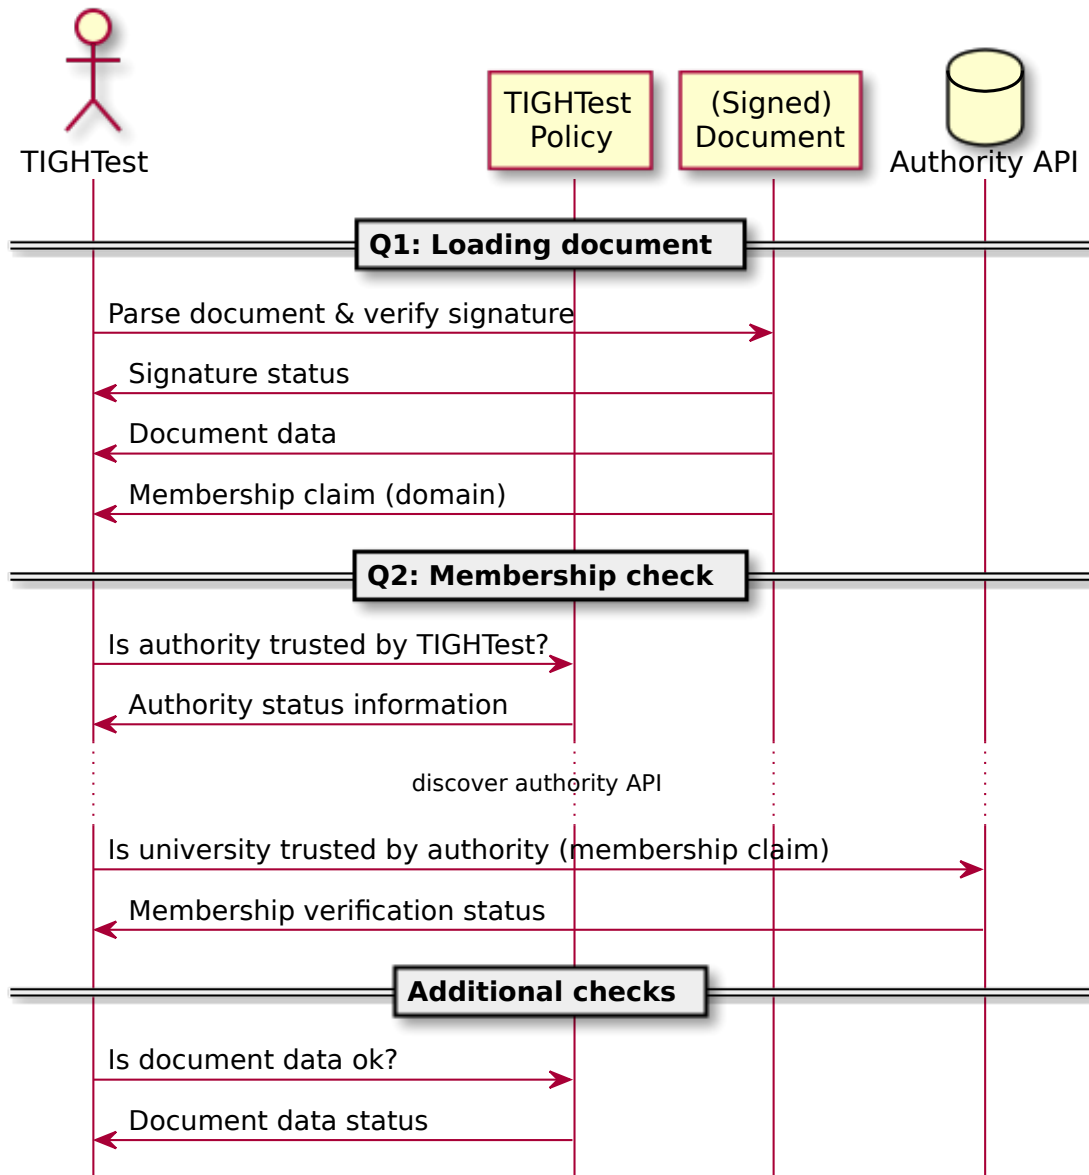 TIGHTest
TIGHTest
Policy
(Signed)
Document
Authority API
Q1: Loading document
Parse document & verify signature
Signature status
Document data
Membership claim (domain)
Q2: Membership check
Is authority trusted by TIGHTest?
Authority status information
discover authority API
Is university trusted by authority (membership claim)
Membership verification status
Additional checks
Is document data ok?
Document data status